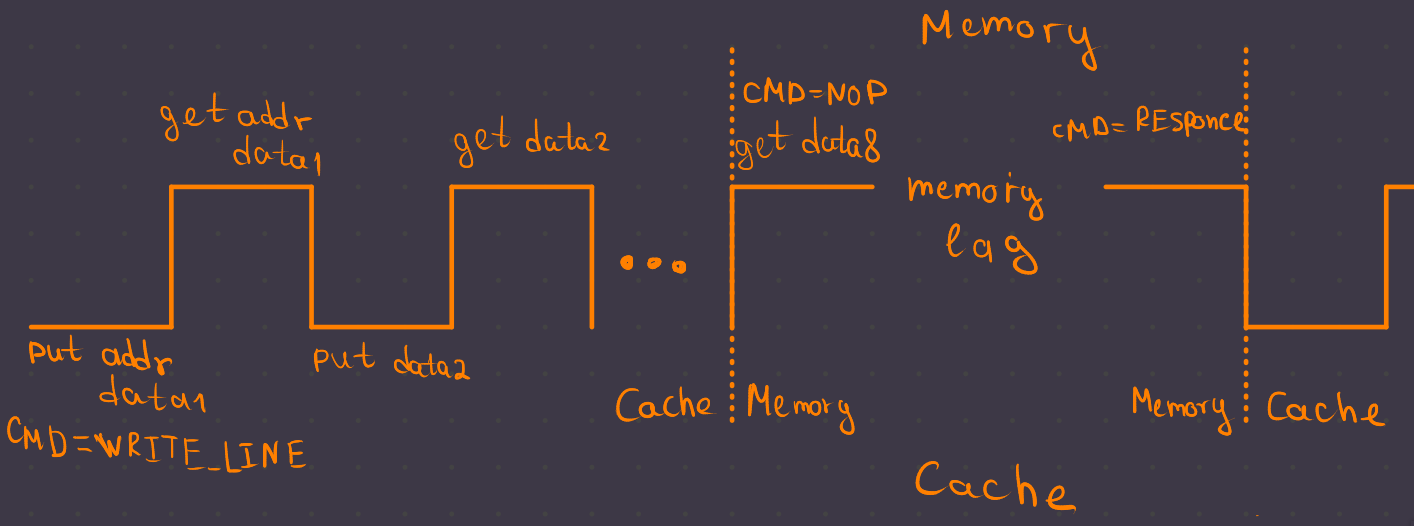 Memory
CMD=NOP
get addr
data1
get data2
get data8
CMD=RESponce
memory
lag
put addr
data1
put data2
CMD=WRITE_LINE
Cache
Memory
Memory
Cache
Cache